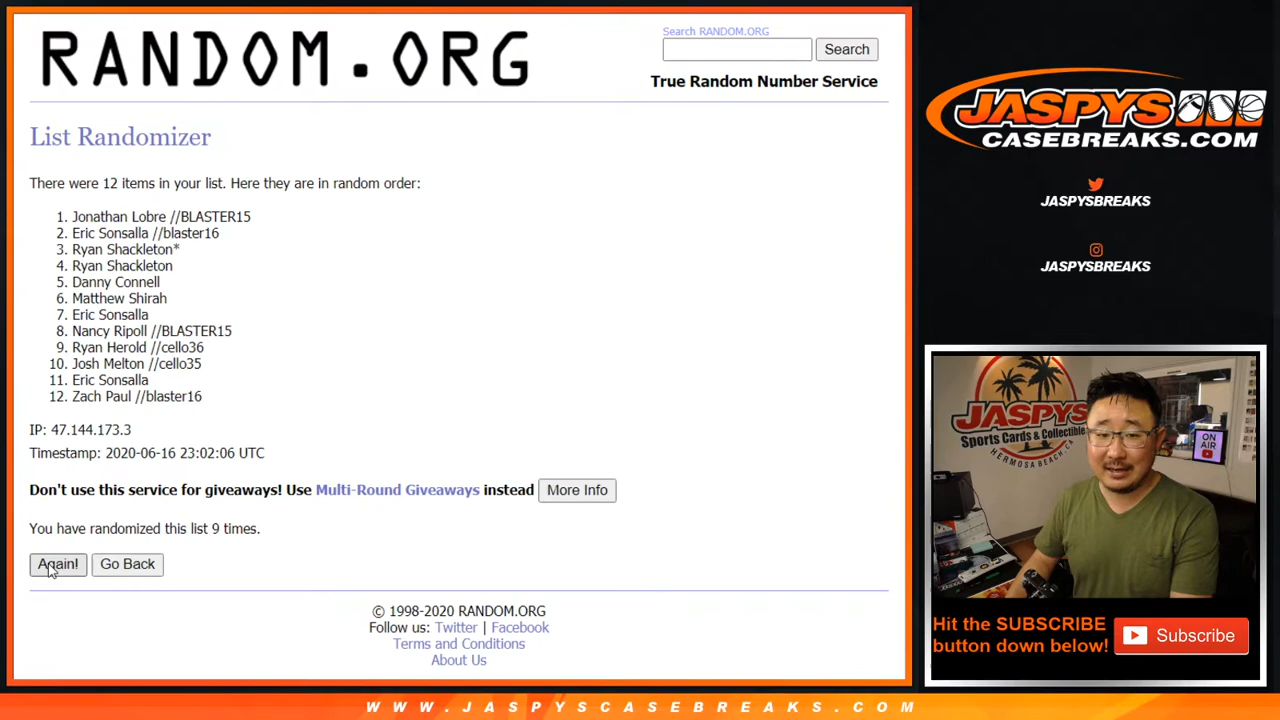 RANDOM.ORG
Search RANDOM.ORG
Search
True Random Number Service
List Randomizer
There were 12 items in your list. Here they are in random order:
1. Jonathan Lobre //BLASTER15
2. Eric Sonsalla //blaster16
3. Ryan Shackleton*
4. Ryan Shackleton
5. Danny Connell
6. Matthew Shirah
7. Eric Sonsalla
8. Nancy Ripoll //BLASTER15
9. Ryan Herold //cello36
10. Josh Melton //cello35
11. Eric Sonsalla
12. Zach Paul //blaster16
IP: 47.144.173.3
Timestamp: 2020-06-16 23:02:06 UTC
Don't use this service for giveaways! Use Multi-Round Giveaways instead More Info
You have randomized this list 9 times.
Again! Go Back
© 1998-2020 RANDOM.ORG
Follow us: Twitter | Facebook
Terms and Conditions
About Us
JASPYS
CASEBREAKS.COM
JASPYSBREAKS
JASPYSBREAKS
JASPYS
Sports Cards & Collectibles
HERMOSA BEACH, CA
ON AIR
Hit the SUBSCRIBE
button down below!
Subscribe
WWW.JASPYSCASEBREAKS.COM